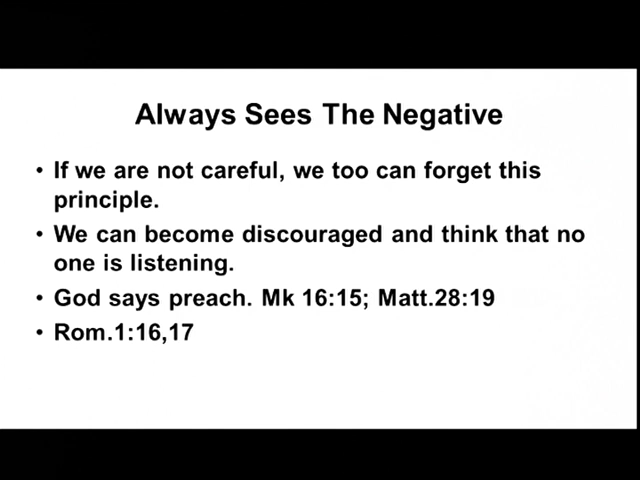 Always Sees The Negative
• If we are not careful, we too can forget this
principle.
• We can become discouraged and think that no
one is listening.
• God says preach. Mk 16:15; Matt.28:19
• Rom.1:16,17